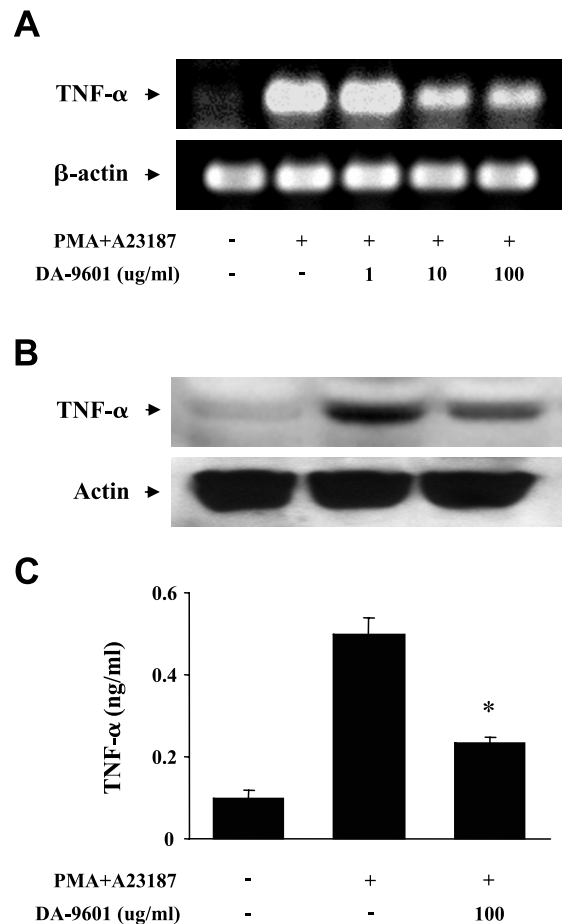 A
TNF-α
β-actin
PMA+A23187 - + + + +
DA-9601 (ug/ml) - - 1 10 100
B
TNF-α
Actin
C
TNF-α (ng/ml)
0.6
0.4
0.2
0
*
PMA+A23187 - + +
DA-9601 (ug/ml) - - 100